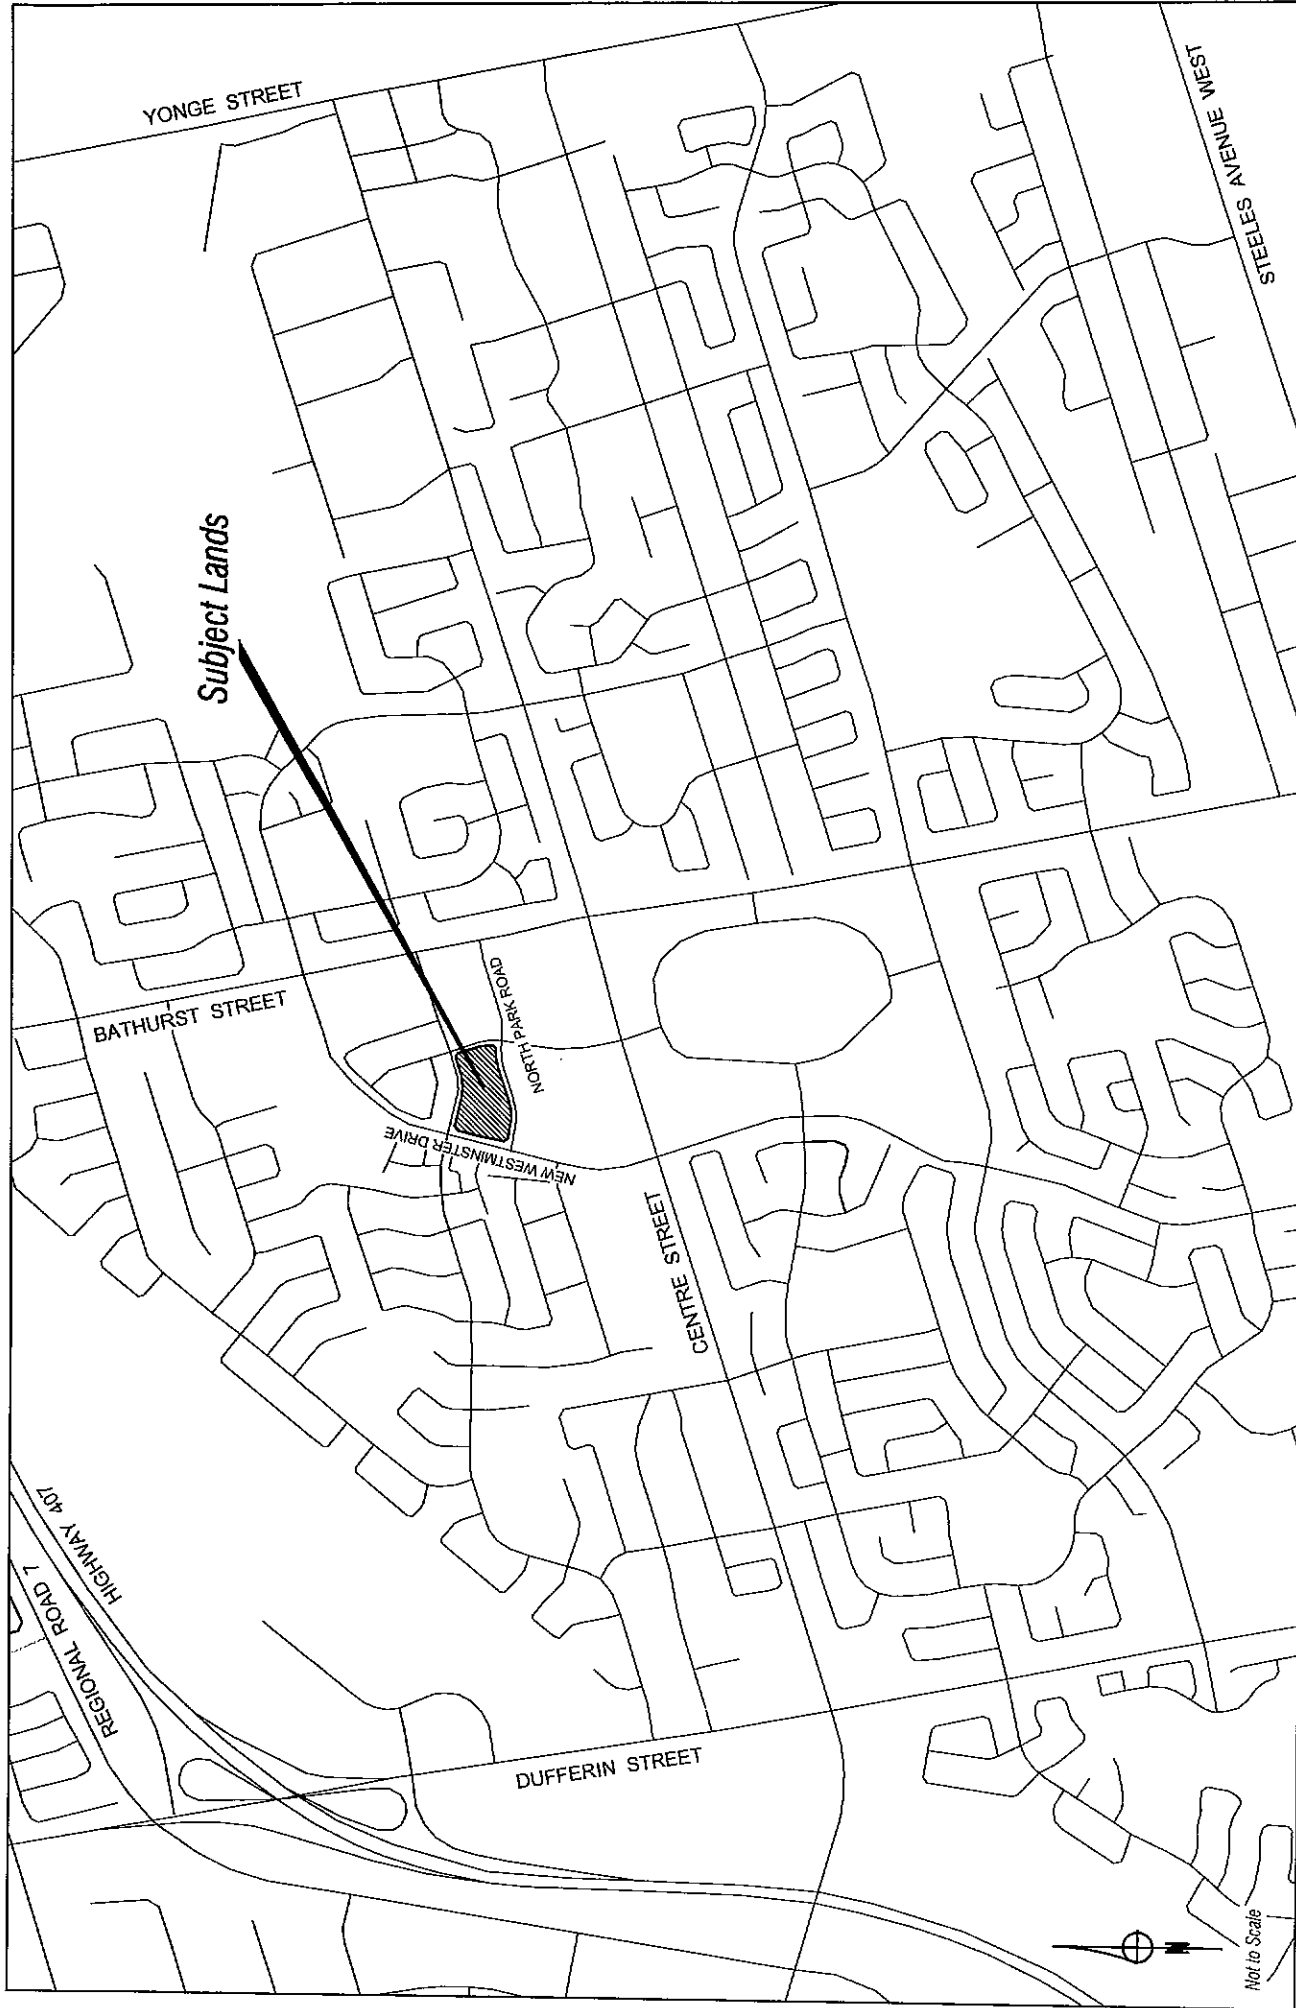 YONGE STREET
STEELES AVENUE WEST
Subject Lands
BATHURST STREET
NORTH PARK ROAD
NEW WESTMINSTER DRIVE
CENTRE STREET
HIGHWAY 407
REGIONAL ROAD 7
DUFFERIN STREET
N
Not to Scale